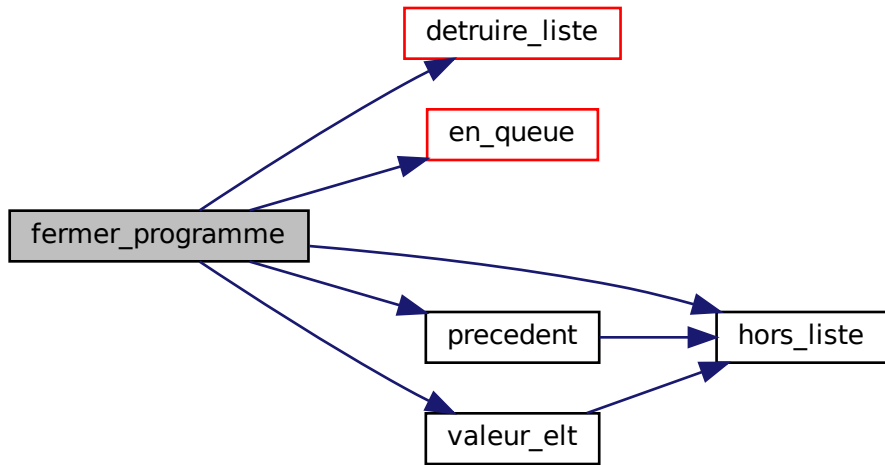 detruire_liste
en_queue
fermer_programme
precedent
hors_liste
valeur_elt